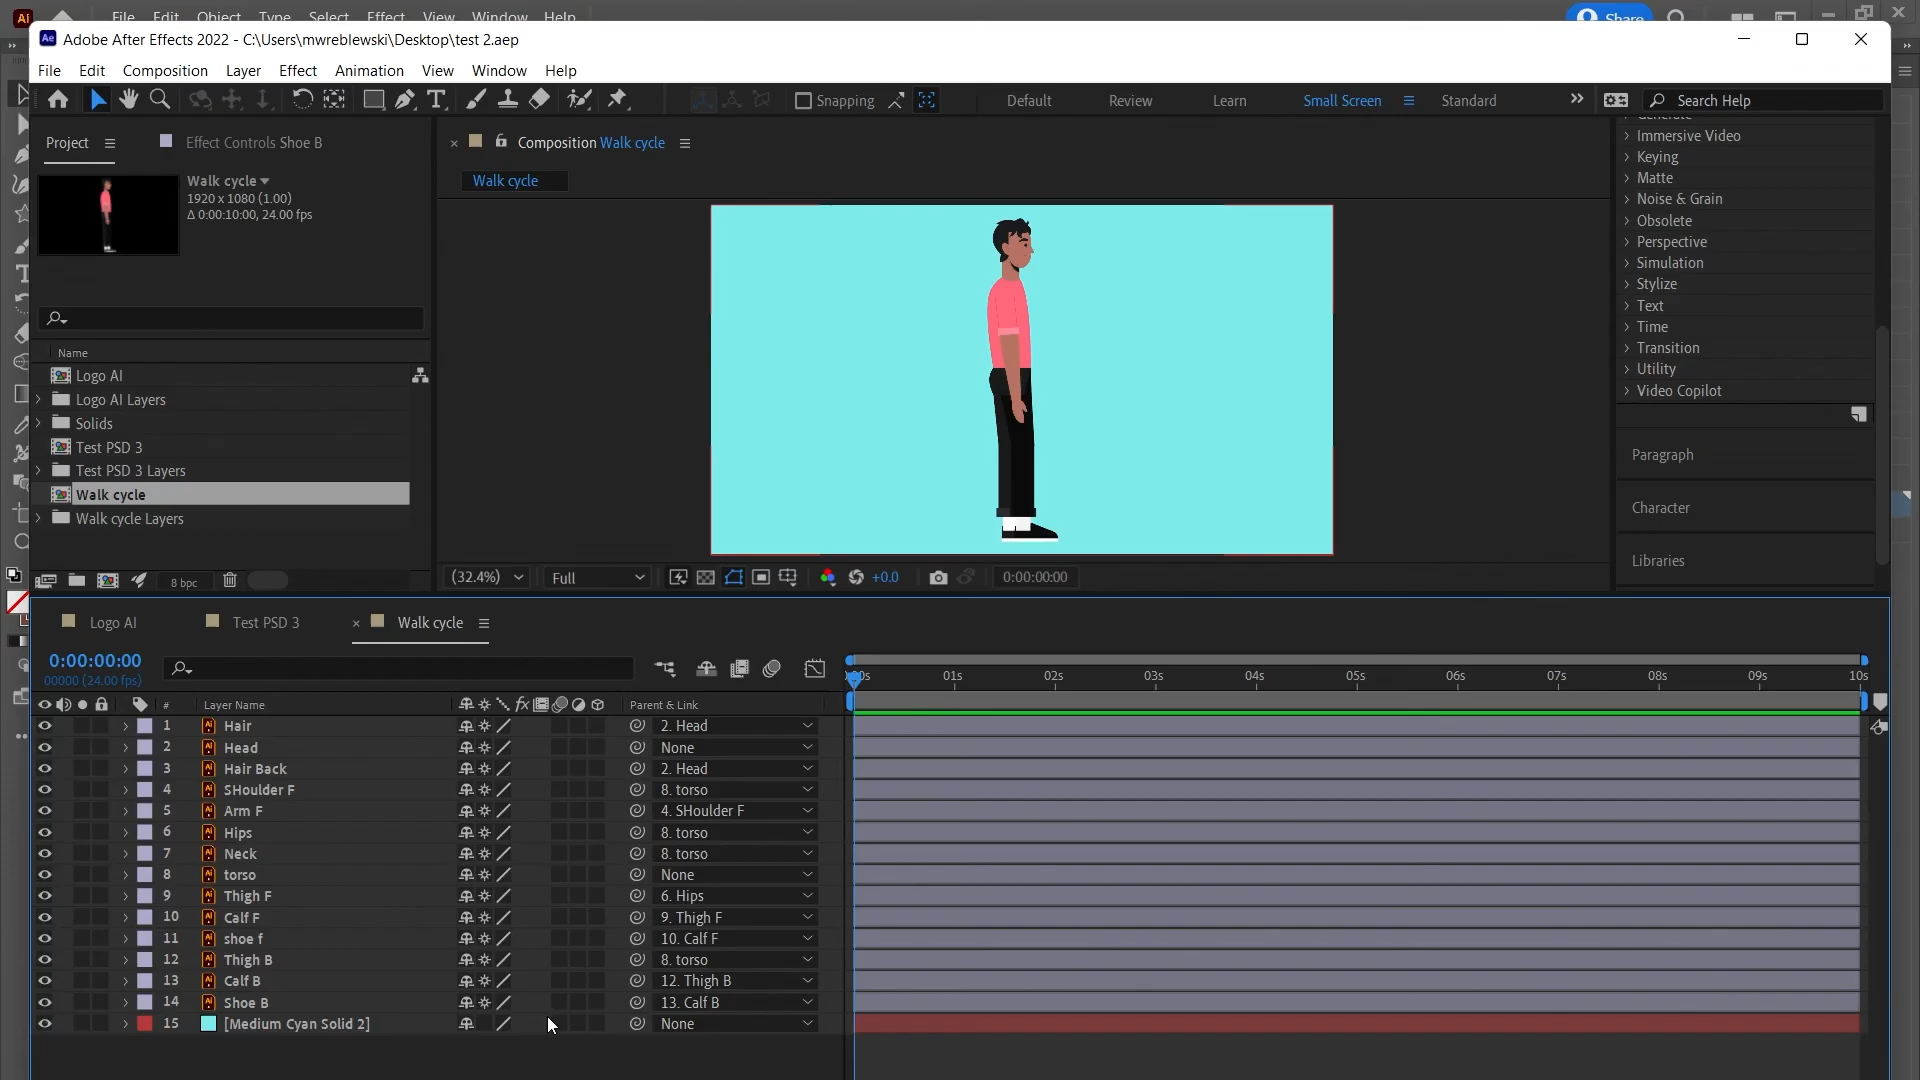 File Edit Object Type Select Effect View Window Help
Share
Adobe After Effects 2022 - C:\Users\mwreblewski\Desktop\test 2.aep
File Edit Composition Layer Effect Animation View Window Help
Snapping Default Review Learn Small Screen Standard Search Help
Project Effect Controls Shoe B
Composition Walk cycle
Walk cycle
1920 x 1080 (1.00)
Δ 0:00:10:00, 24.00 fps
Walk cycle
Name
Logo AI
Logo AI Layers
Solids
Test PSD 3
Test PSD 3 Layers
Walk cycle
Walk cycle Layers
8 bpc
(32.4%) Full +0.0 0:00:00:00
Immersive Video
Keying
Matte
Noise & Grain
Obsolete
Perspective
Simulation
Stylize
Text
Time
Transition
Utility
Video Copilot
Paragraph
Character
Libraries
Logo AI Test PSD 3 Walk cycle
0:00:00:00
00000 (24.00 fps)
01s 02s 03s 04s 05s 06s 07s 08s 09s 10s
# Layer Name Parent & Link
1 Hair 2. Head
2 Head None
3 Hair Back 2. Head
4 SHoulder F 8. torso
5 Arm F 4. SHoulder F
6 Hips 8. torso
7 Neck 8. torso
8 torso None
9 Thigh F 6. Hips
10 Calf F 9. Thigh F
11 shoe f 10. Calf F
12 Thigh B 8. torso
13 Calf B 12. Thigh B
14 Shoe B 13. Calf B
15 [Medium Cyan Solid 2] None